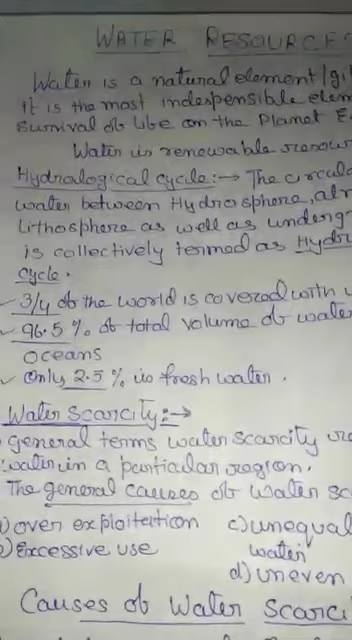 WATER RESOURCES
Water is a natural element/gi
It is the most indespensible elem
Survival of life on the Planet E
Water is renewable resour
Hydralogical cycle:→ The circula
water between Hydrosphere, atm
Lithosphere as well as underg
is collectively termed as Hydr
cycle.
3/4 of the world is covered with w
96.5 % of total volume of wate
oceans
Only 2.5 % is fresh water.
Water scarcity:→
general terms water scarcity
water in a particular region.
The general causes of water sc
a) over exploitation c) unequal
b) Excessive use water
d) uneven
Causes of Water Scarci